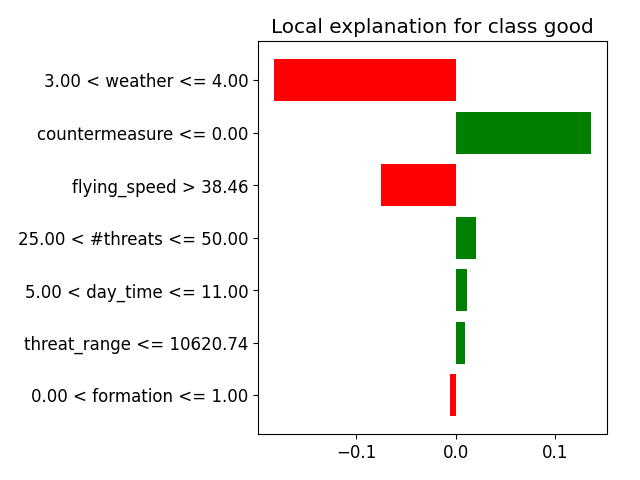 Local explanation for class good
3.00 < weather <= 4.00
countermeasure <= 0.00
flying_speed > 38.46
25.00 < #threats <= 50.00
5.00 < day_time <= 11.00
threat_range <= 10620.74
0.00 < formation <= 1.00
−0.1 0.0 0.1